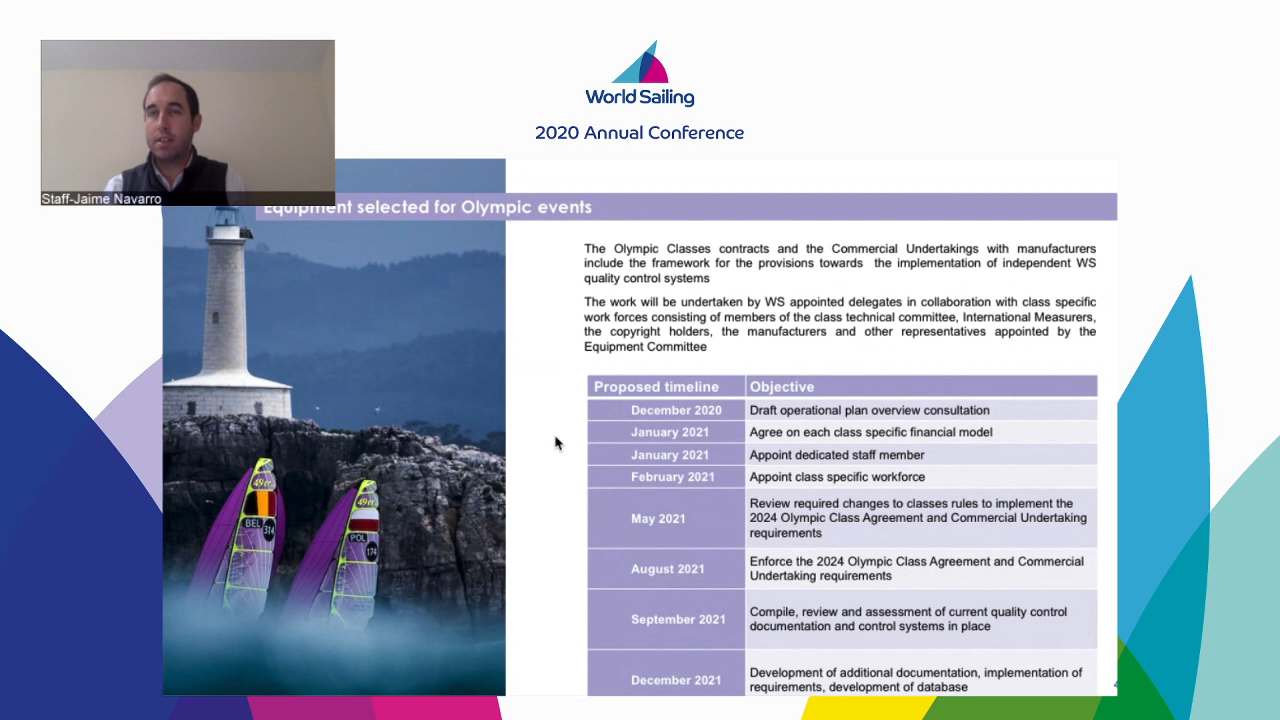 World Sailing
2020 Annual Conference
Staff-Jaime Navarro
Equipment selected for Olympic events
The Olympic Classes contracts and the Commercial Undertakings with manufacturers
include the framework for the provisions towards the implementation of independent WS
quality control systems
The work will be undertaken by WS appointed delegates in collaboration with class specific
work forces consisting of members of the class technical committee, International Measurers,
the copyright holders, the manufacturers and other representatives appointed by the
Equipment Committee
Proposed timeline Objective
December 2020 Draft operational plan overview consultation
January 2021 Agree on each class specific financial model
January 2021 Appoint dedicated staff member
February 2021 Appoint class specific workforce
May 2021 Review required changes to classes rules to implement the
2024 Olympic Class Agreement and Commercial Undertaking
requirements
August 2021 Enforce the 2024 Olympic Class Agreement and Commercial
Undertaking requirements
September 2021 Compile, review and assessment of current quality control
documentation and control systems in place
December 2021 Development of additional documentation, implementation of
requirements, development of database
49er
BEL
314
49er
POL
174